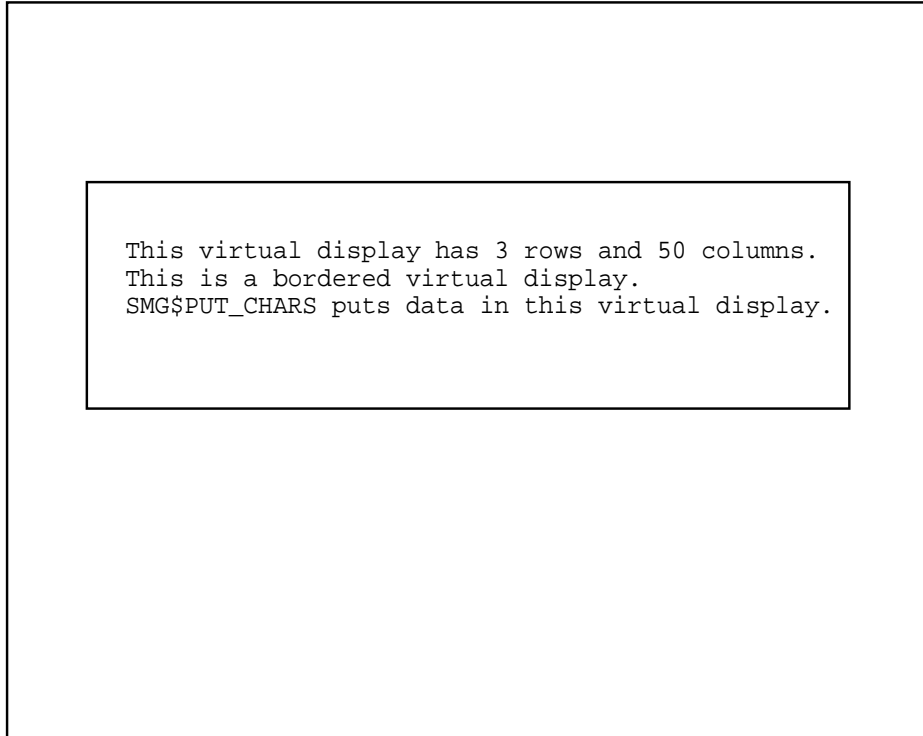 This virtual display has 3 rows and 50 columns.
This is a bordered virtual display.
SMG$PUT_CHARS puts data in this virtual display.